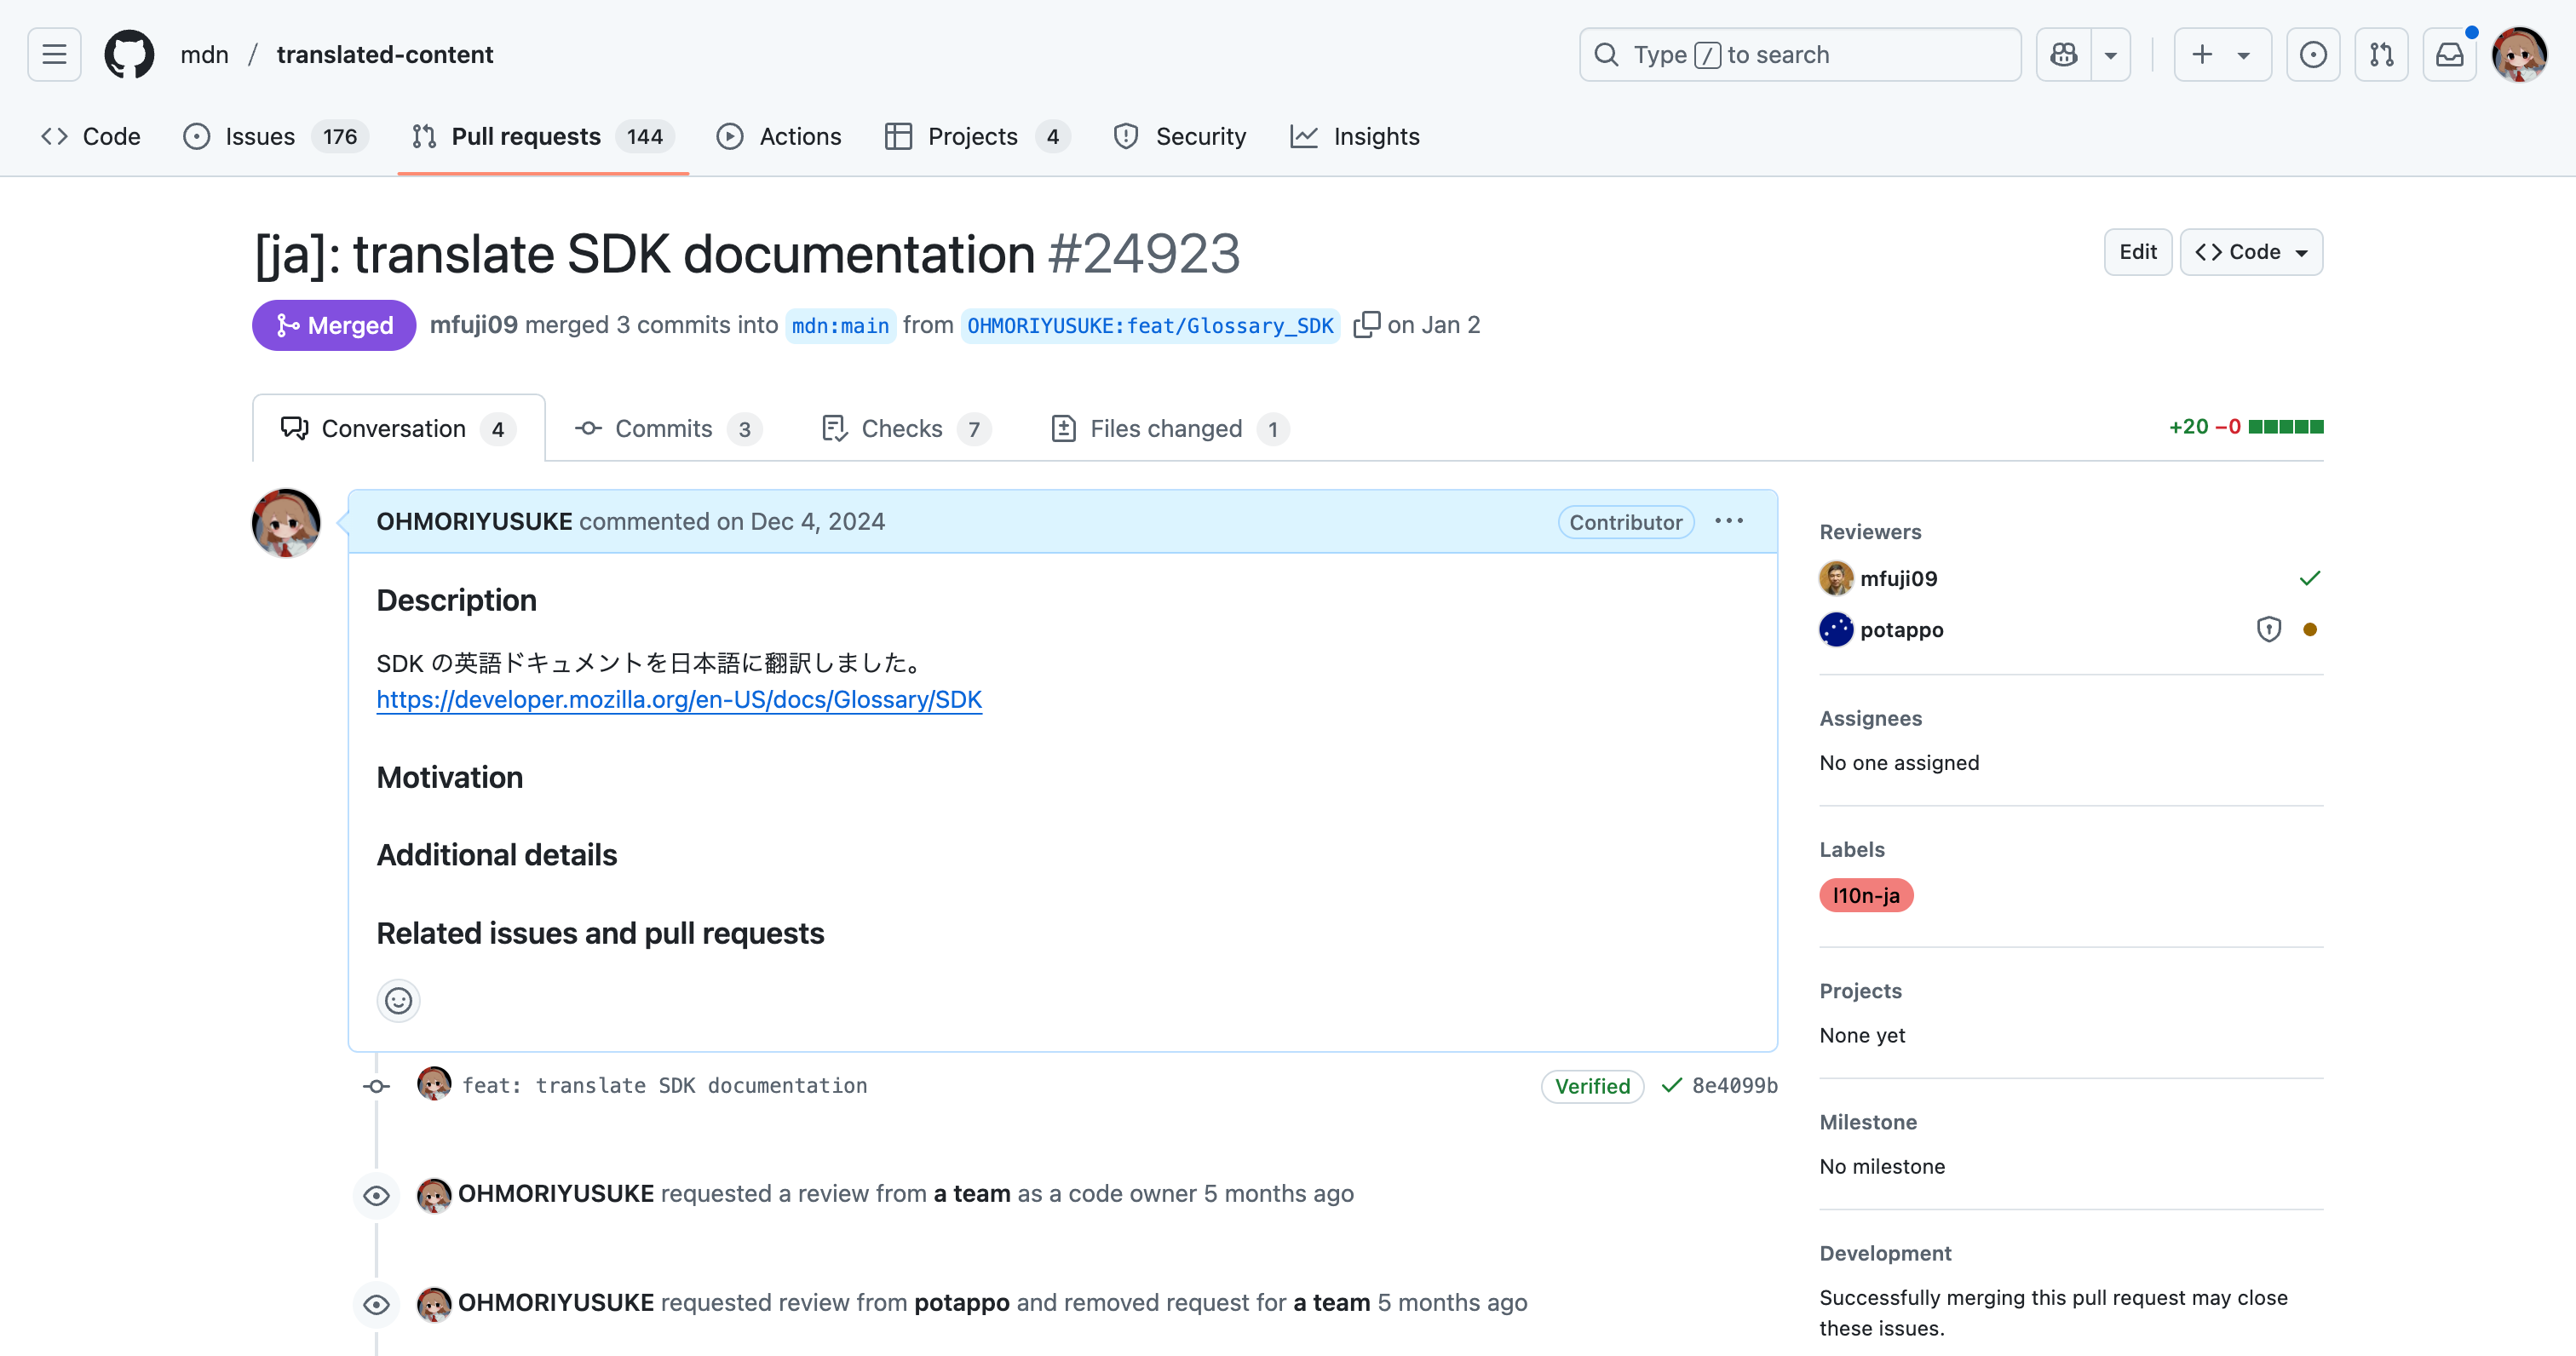 mdn / translated-content
Type / to search
Code
Issues 176
Pull requests 144
Actions
Projects 4
Security
Insights
[ja]: translate SDK documentation #24923
Edit
Code
Merged
mfuji09 merged 3 commits into mdn:main from OHMORIYUSUKE:feat/Glossary_SDK on Jan 2
Conversation 4
Commits 3
Checks 7
Files changed 1
+20 −0
OHMORIYUSUKE commented on Dec 4, 2024
Contributor
Description
SDK の英語ドキュメントを日本語に翻訳しました。
https://developer.mozilla.org/en-US/docs/Glossary/SDK
Motivation
Additional details
Related issues and pull requests
feat: translate SDK documentation
Verified
8e4099b
OHMORIYUSUKE requested a review from a team as a code owner 5 months ago
OHMORIYUSUKE requested review from potappo and removed request for a team 5 months ago
Reviewers
mfuji09
potappo
Assignees
No one assigned
Labels
l10n-ja
Projects
None yet
Milestone
No milestone
Development
Successfully merging this pull request may close
these issues.